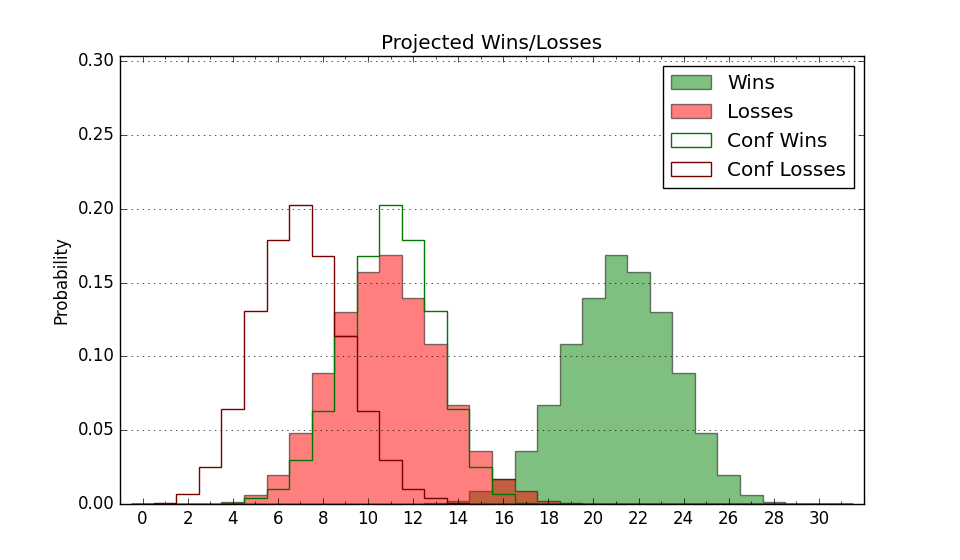 Projected Wins/Losses
0.30
0.25
0.20
0.15
0.10
0.05
0.00
Probability
0 2 4 6 8 10 12 14 16 18 20 22 24 26 28 30
Wins
Losses
Conf Wins
Conf Losses